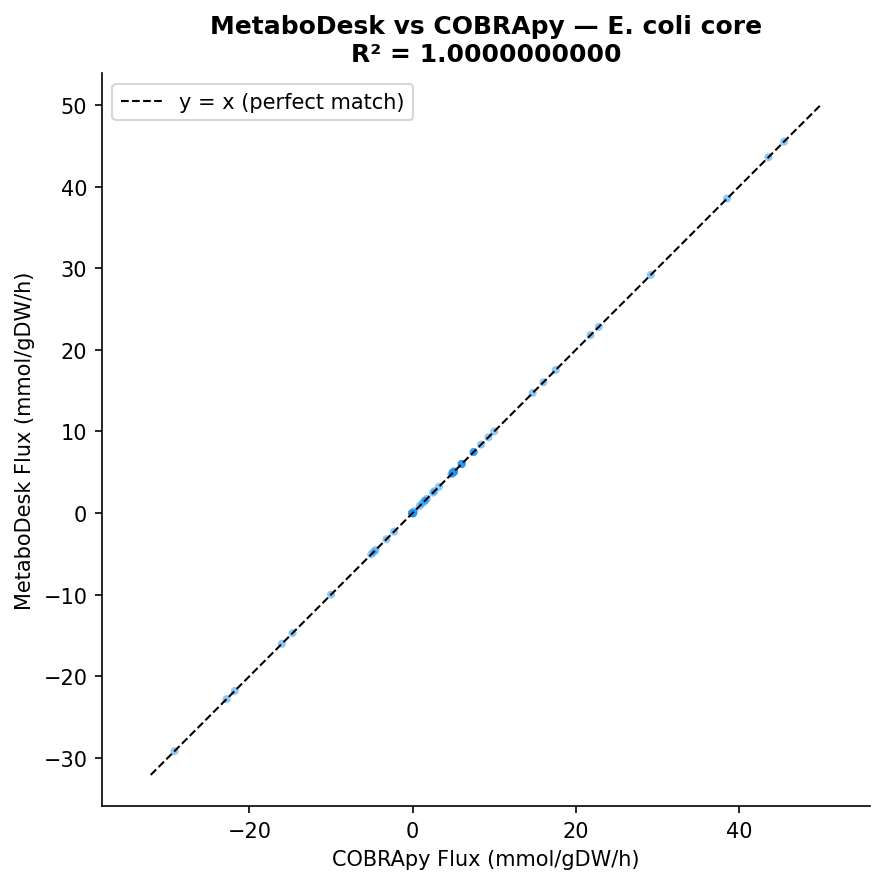 MetaboDesk vs COBRApy — E. coli core
R² = 1.0000000000
y = x (perfect match)
50
40
30
20
10
0
−10
−20
−30
MetaboDesk Flux (mmol/gDW/h)
−20
0
20
40
COBRApy Flux (mmol/gDW/h)